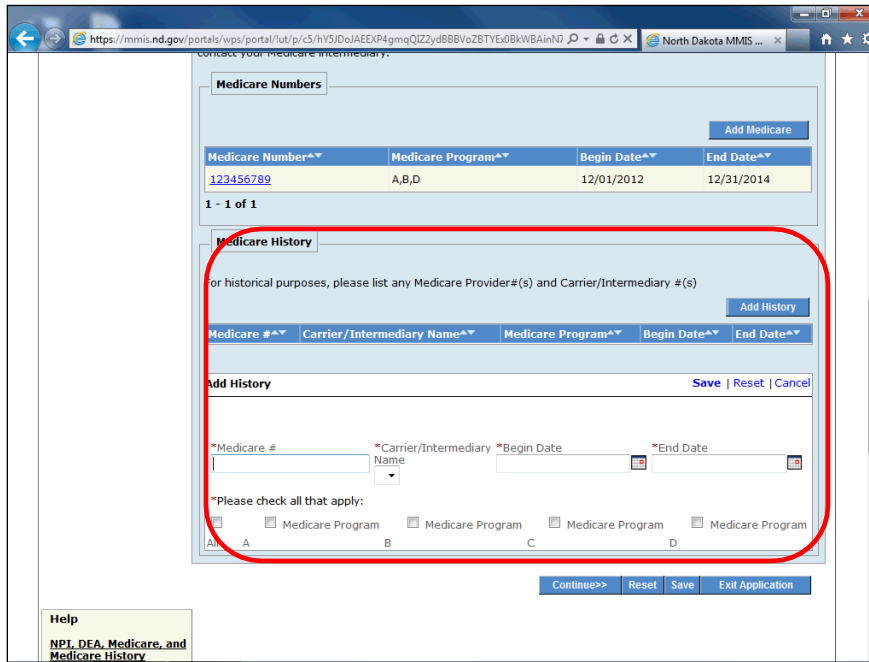 https://mmis.nd.gov/portals/wps/portal/!ut/p/c5/hY5JDoJAEEXP4gmqQIZ2ydBBBVoZBTYEx0BkWBAinN7
North Dakota MMIS ...
contact your Medicare intermediary.
Medicare Numbers
Add Medicare
Medicare Number Medicare Program Begin Date End Date
123456789 A,B,D 12/01/2012 12/31/2014
1 - 1 of 1
Medicare History
For historical purposes, please list any Medicare Provider#(s) and Carrier/Intermediary #(s)
Add History
Medicare # Carrier/Intermediary Name Medicare Program Begin Date End Date
Add History Save | Reset | Cancel
*Medicare # *Carrier/Intermediary *Begin Date *End Date
Name
*Please check all that apply:
Medicare Program Medicare Program Medicare Program Medicare Program
All A B C D
Continue>> Reset Save Exit Application
Help
NPI, DEA, Medicare, and
Medicare History